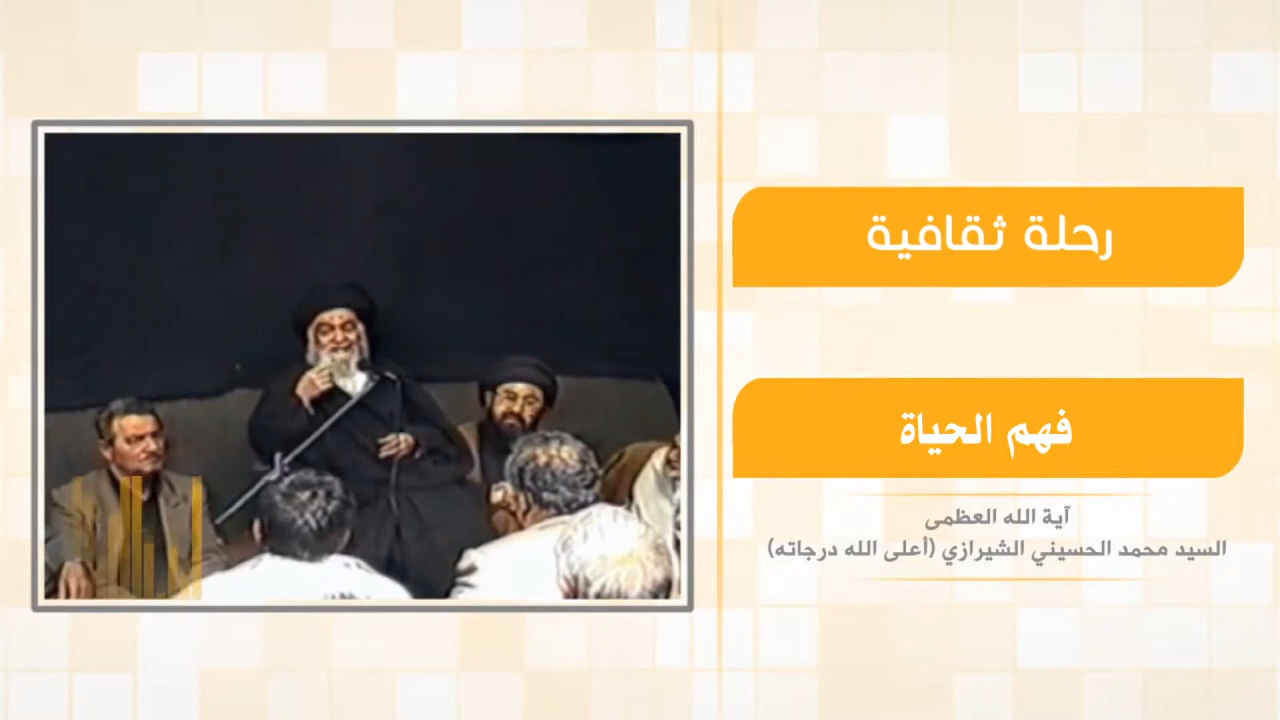 رحلة ثقافية
فهم الحياة
آية الله العظمى
السيد محمد الحسيني الشيرازي (أعلى الله درجاته)